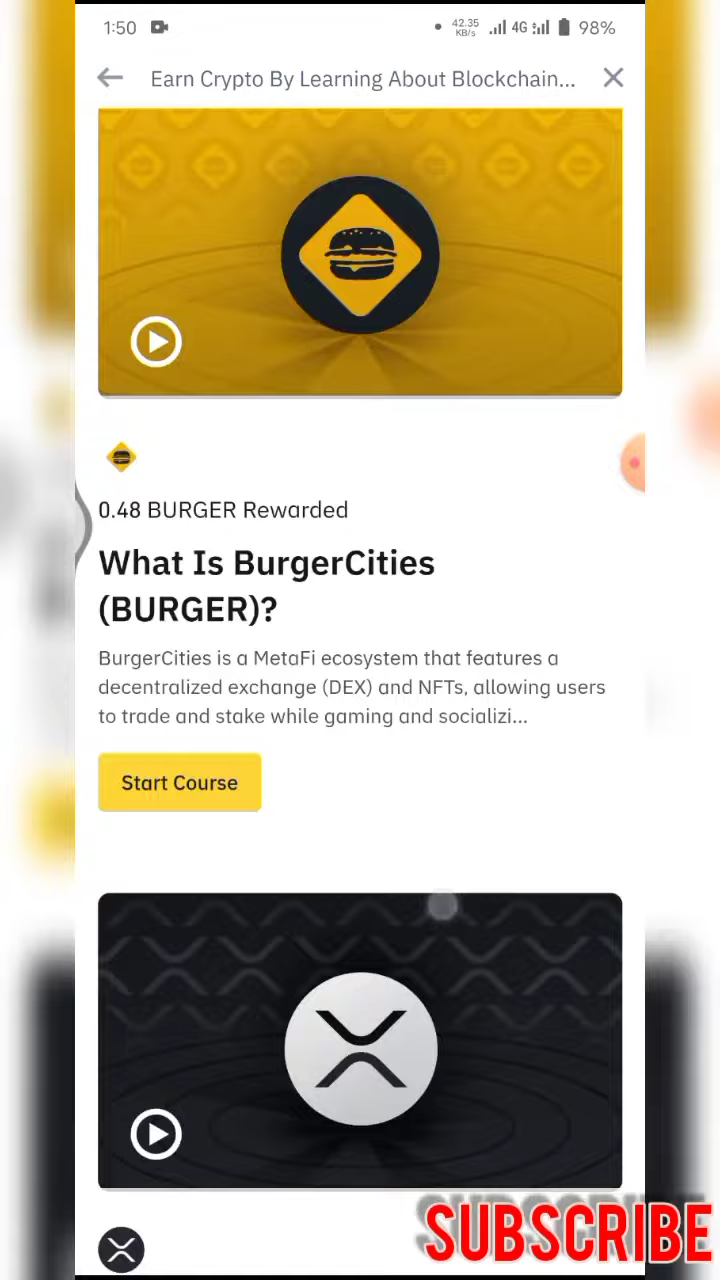 1:50
42.35
KB/s
4G
98%
Earn Crypto By Learning About Blockchain...
0.48 BURGER Rewarded
What Is BurgerCities
(BURGER)?
BurgerCities is a MetaFi ecosystem that features a
decentralized exchange (DEX) and NFTs, allowing users
to trade and stake while gaming and socializi...
Start Course
SUBSCRIBE